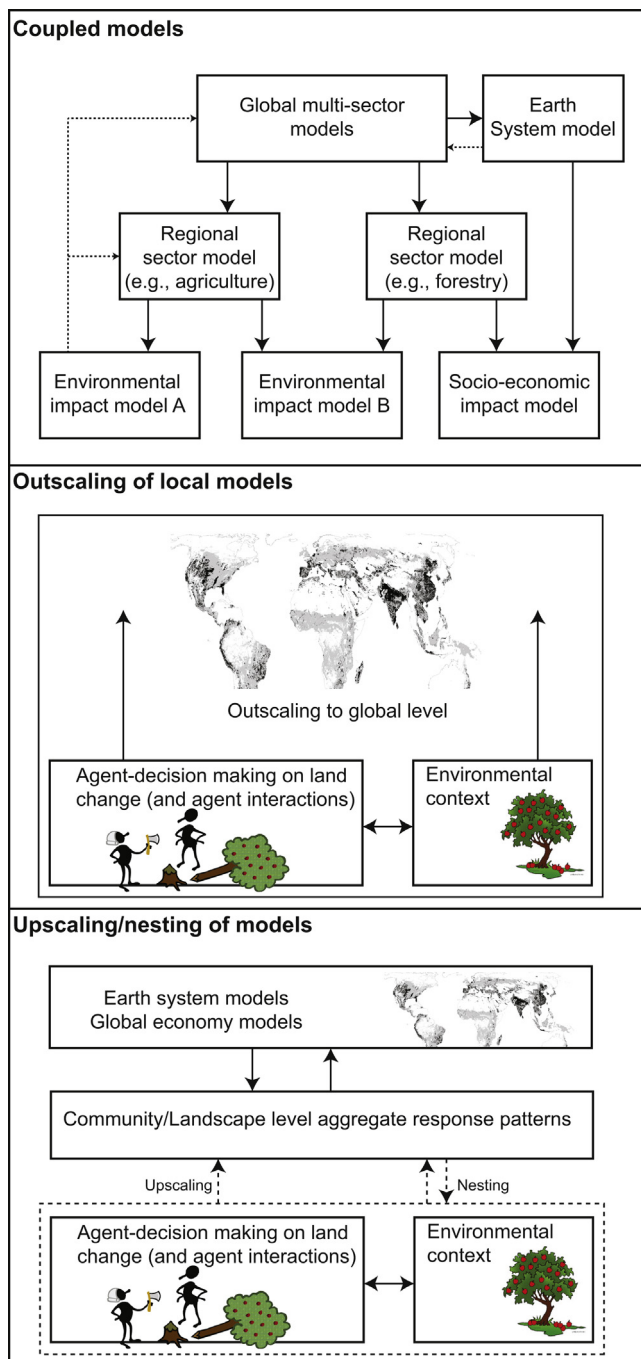 Coupled models
Global multi-sector
models
Earth
System model
Regional
sector model
(e.g., agriculture)
Regional
sector model
(e.g., forestry)
Environmental
impact model A
Environmental
impact model B
Socio-economic
impact model
Outscaling of local models
Outscaling to global level
Agent-decision making on land
change (and agent interactions)
Environmental
context
Upscaling/nesting of models
Earth system models
Global economy models
Community/Landscape level aggregate response patterns
Upscaling
Nesting
Agent-decision making on land
change (and agent interactions)
Environmental
context